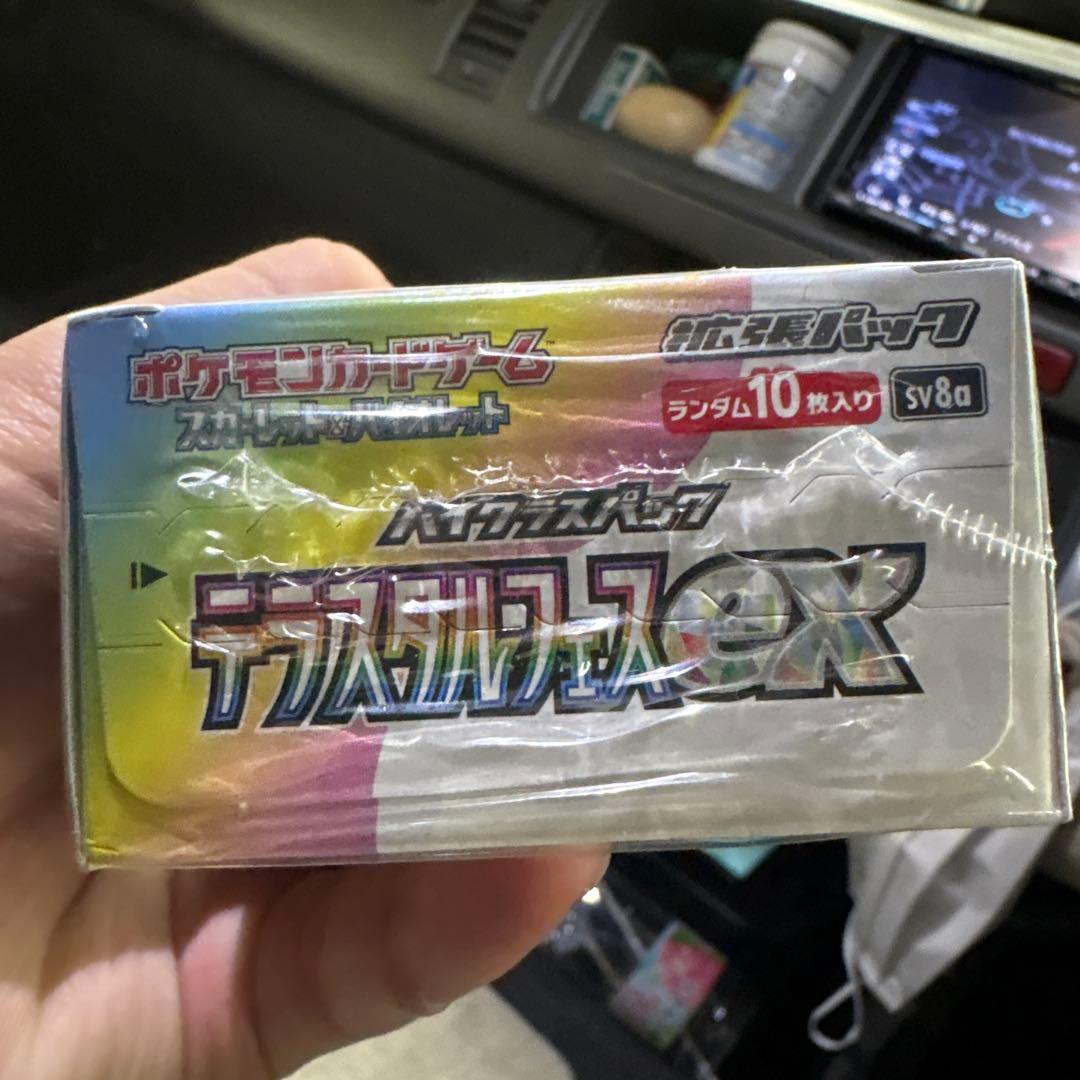 ポケモンカードゲーム™
スカーレット&バイオレット
拡張パック
ランダム10枚入り
sv8a
ハイクラスパック
テラスタルフェスex